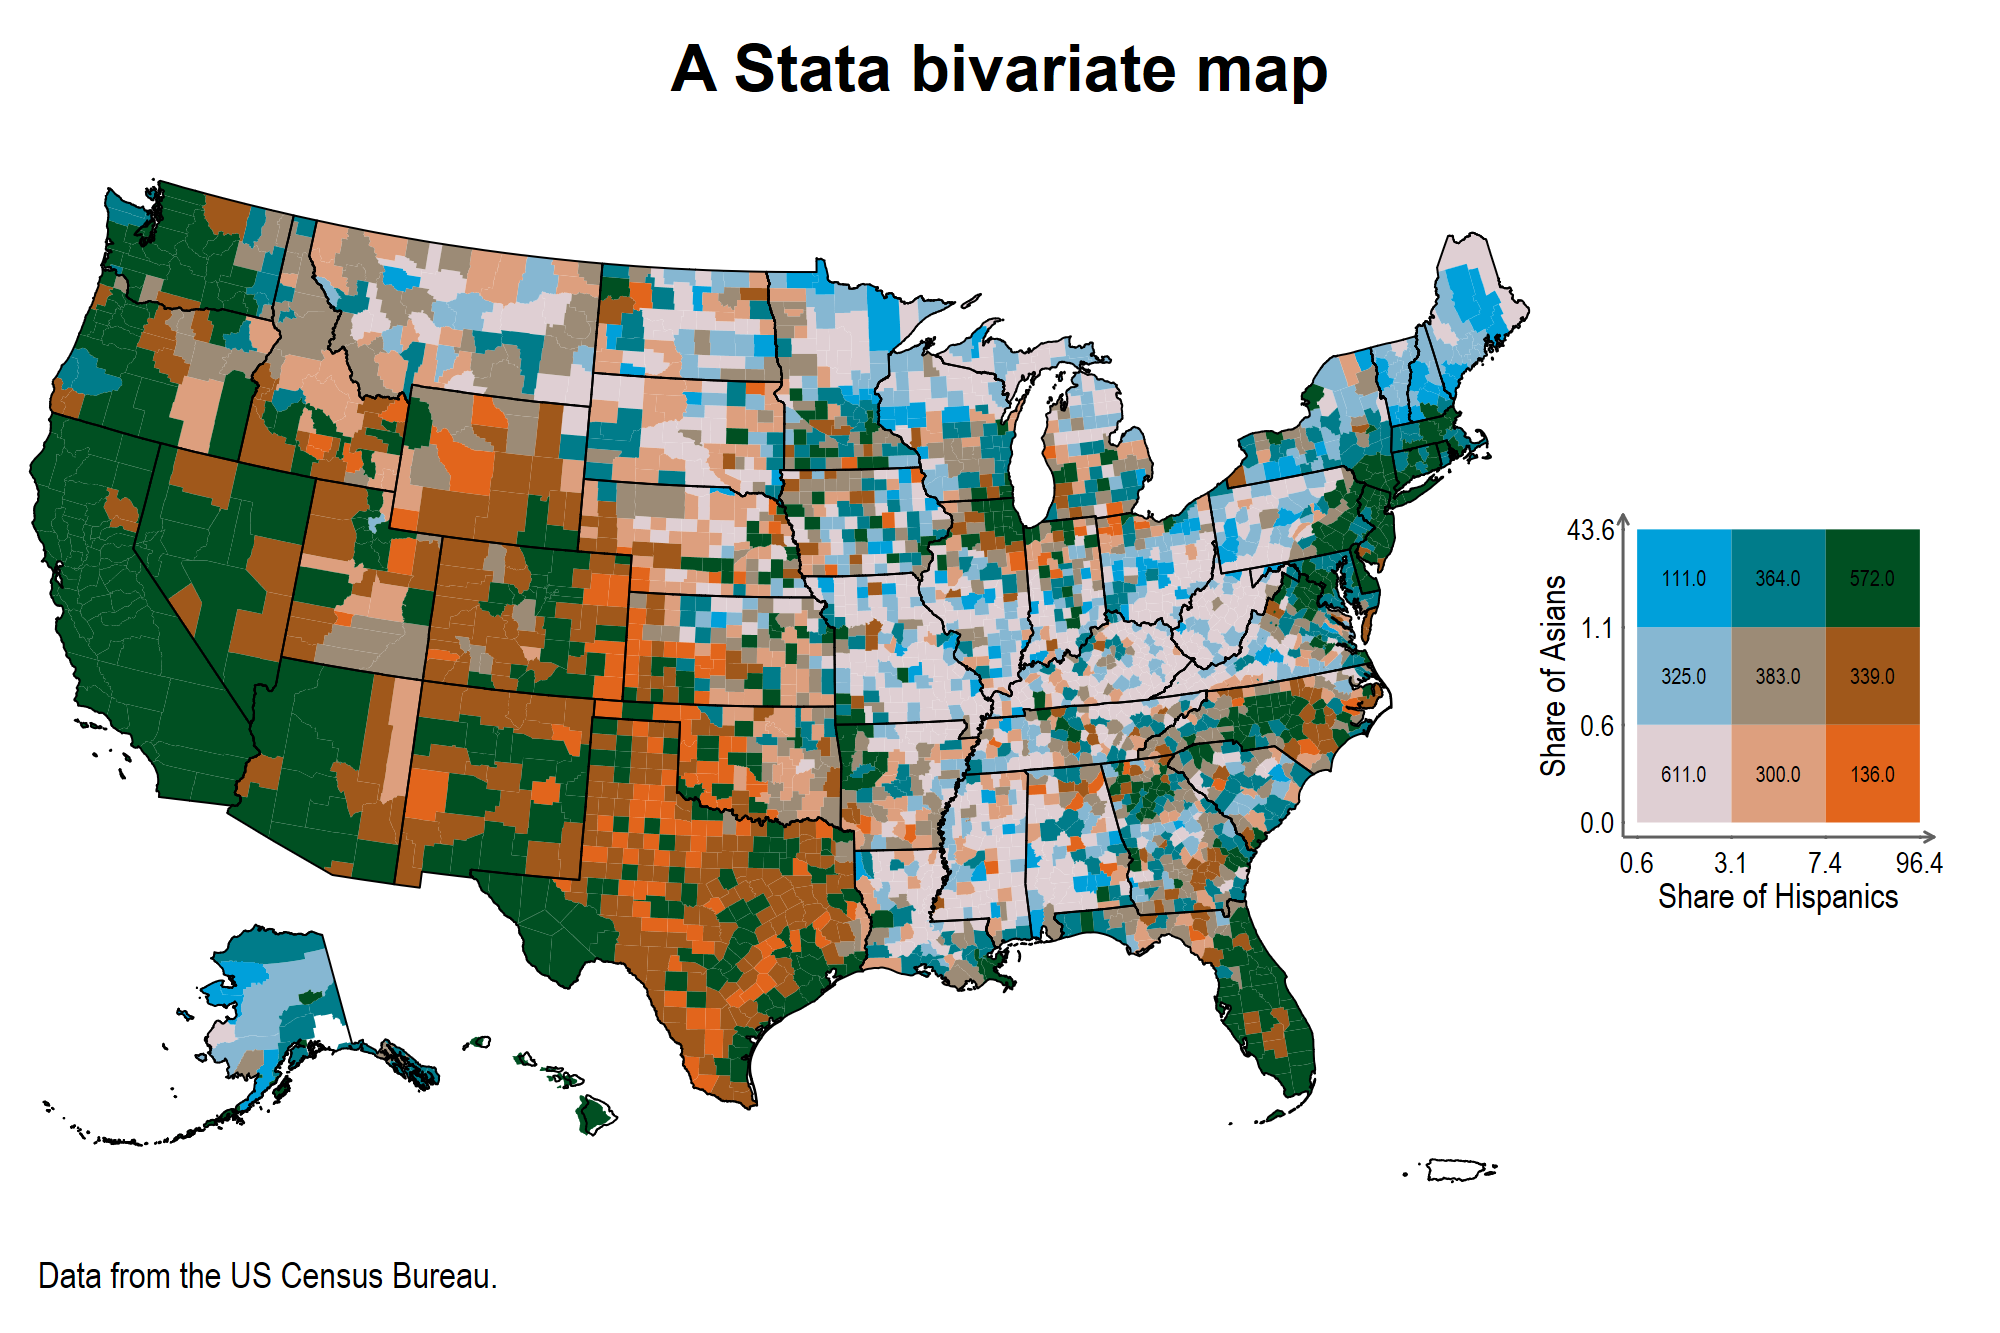 A Stata bivariate map
43.6
111.0 364.0 572.0
1.1
325.0 383.0 339.0
0.6
611.0 300.0 136.0
0.0
Share of Asians
0.6 3.1 7.4 96.4
Share of Hispanics
Data from the US Census Bureau.